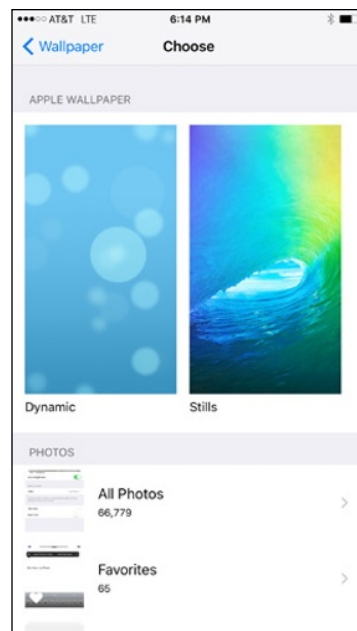 AT&T LTE 6:14 PM
Wallpaper Choose
APPLE WALLPAPER
Dynamic Stills
PHOTOS
All Photos
66,779
Favorites
65